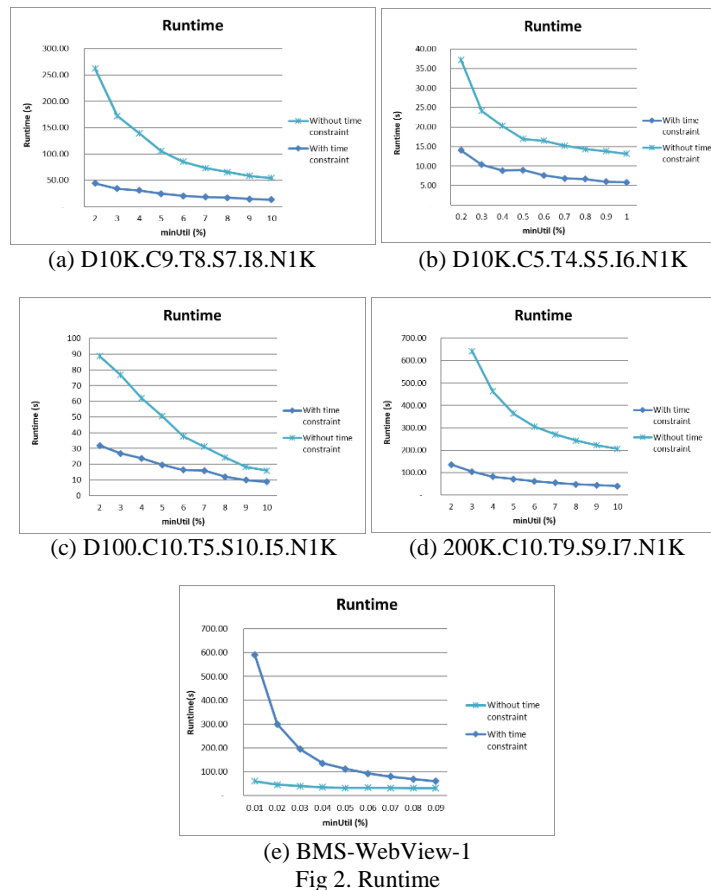 Runtime
300.00
250.00
200.00
150.00
100.00
50.00
-
Runtime (s)
2 3 4 5 6 7 8 9 10
minUtil (%)
Without time constraint
With time constraint
(a) D10K.C9.T8.S7.I8.N1K
Runtime
40.00
35.00
30.00
25.00
20.00
15.00
10.00
5.00
-
Runtime (s)
0.2 0.3 0.4 0.5 0.6 0.7 0.8 0.9 1
minUtil (%)
With time constraint
Without time constraint
(b) D10K.C5.T4.S5.I6.N1K
Runtime
100
90
80
70
60
50
40
30
20
10
0
Runtime (s)
2 3 4 5 6 7 8 9 10
minUtil (%)
With time constraint
Without time constraint
(c) D100.C10.T5.S10.I5.N1K
Runtime
700.00
600.00
500.00
400.00
300.00
200.00
100.00
-
Runtime (s)
2 3 4 5 6 7 8 9 10
minUtil (%)
With time constraint
Without time constraint
(d) 200K.C10.T9.S9.I7.N1K
Runtime
700.00
600.00
500.00
400.00
300.00
200.00
100.00
-
Runtime(s)
0.01 0.02 0.03 0.04 0.05 0.06 0.07 0.08 0.09
minUtil (%)
Without time constraint
With time constraint
(e) BMS-WebView-1
Fig 2. Runtime